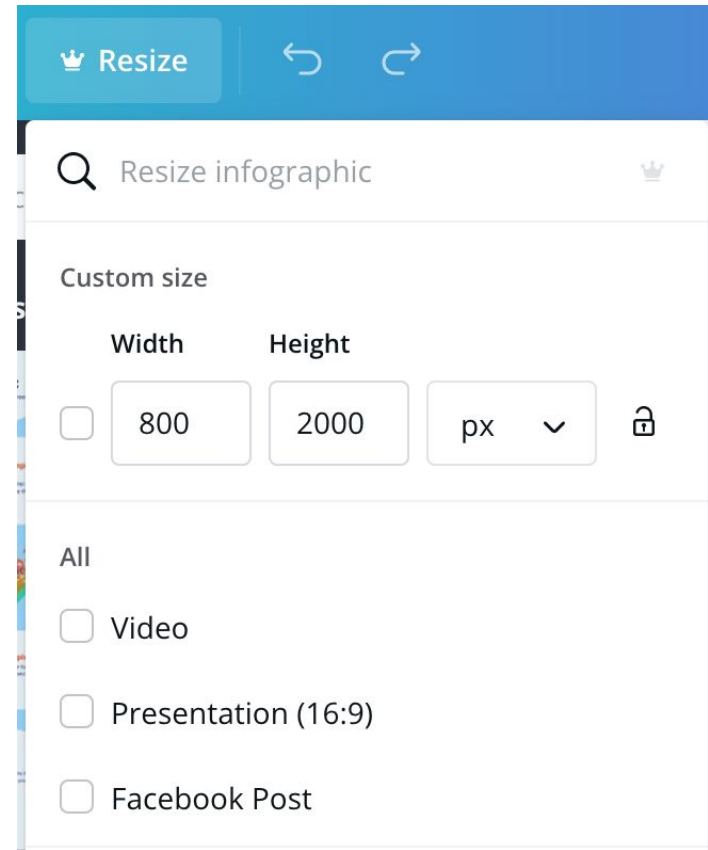 Resize
Resize infographic
Custom size
Width Height
800 2000 px
All
Video
Presentation (16:9)
Facebook Post